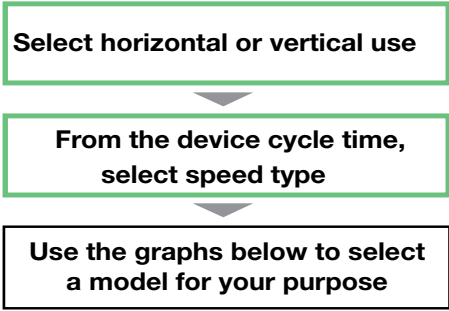 Select horizontal or vertical use
From the device cycle time,
select speed type
Use the graphs below to select
a model for your purpose